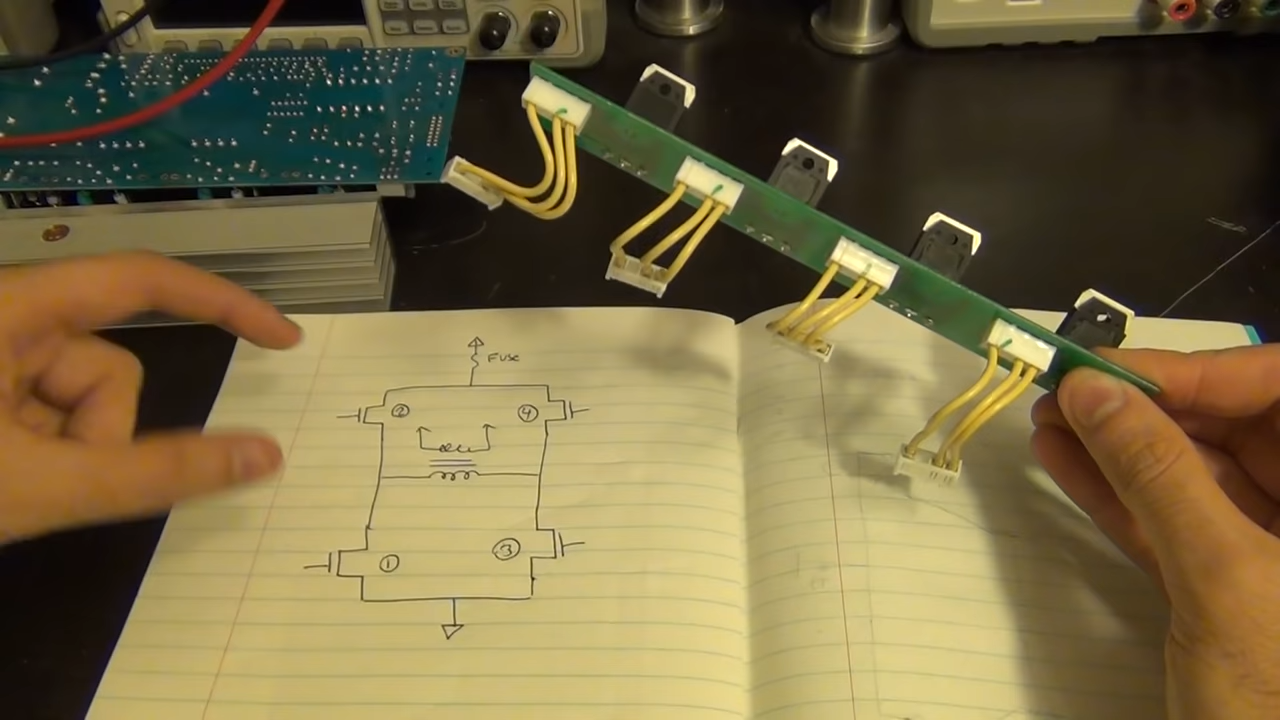 Fuse
② ④
① ③